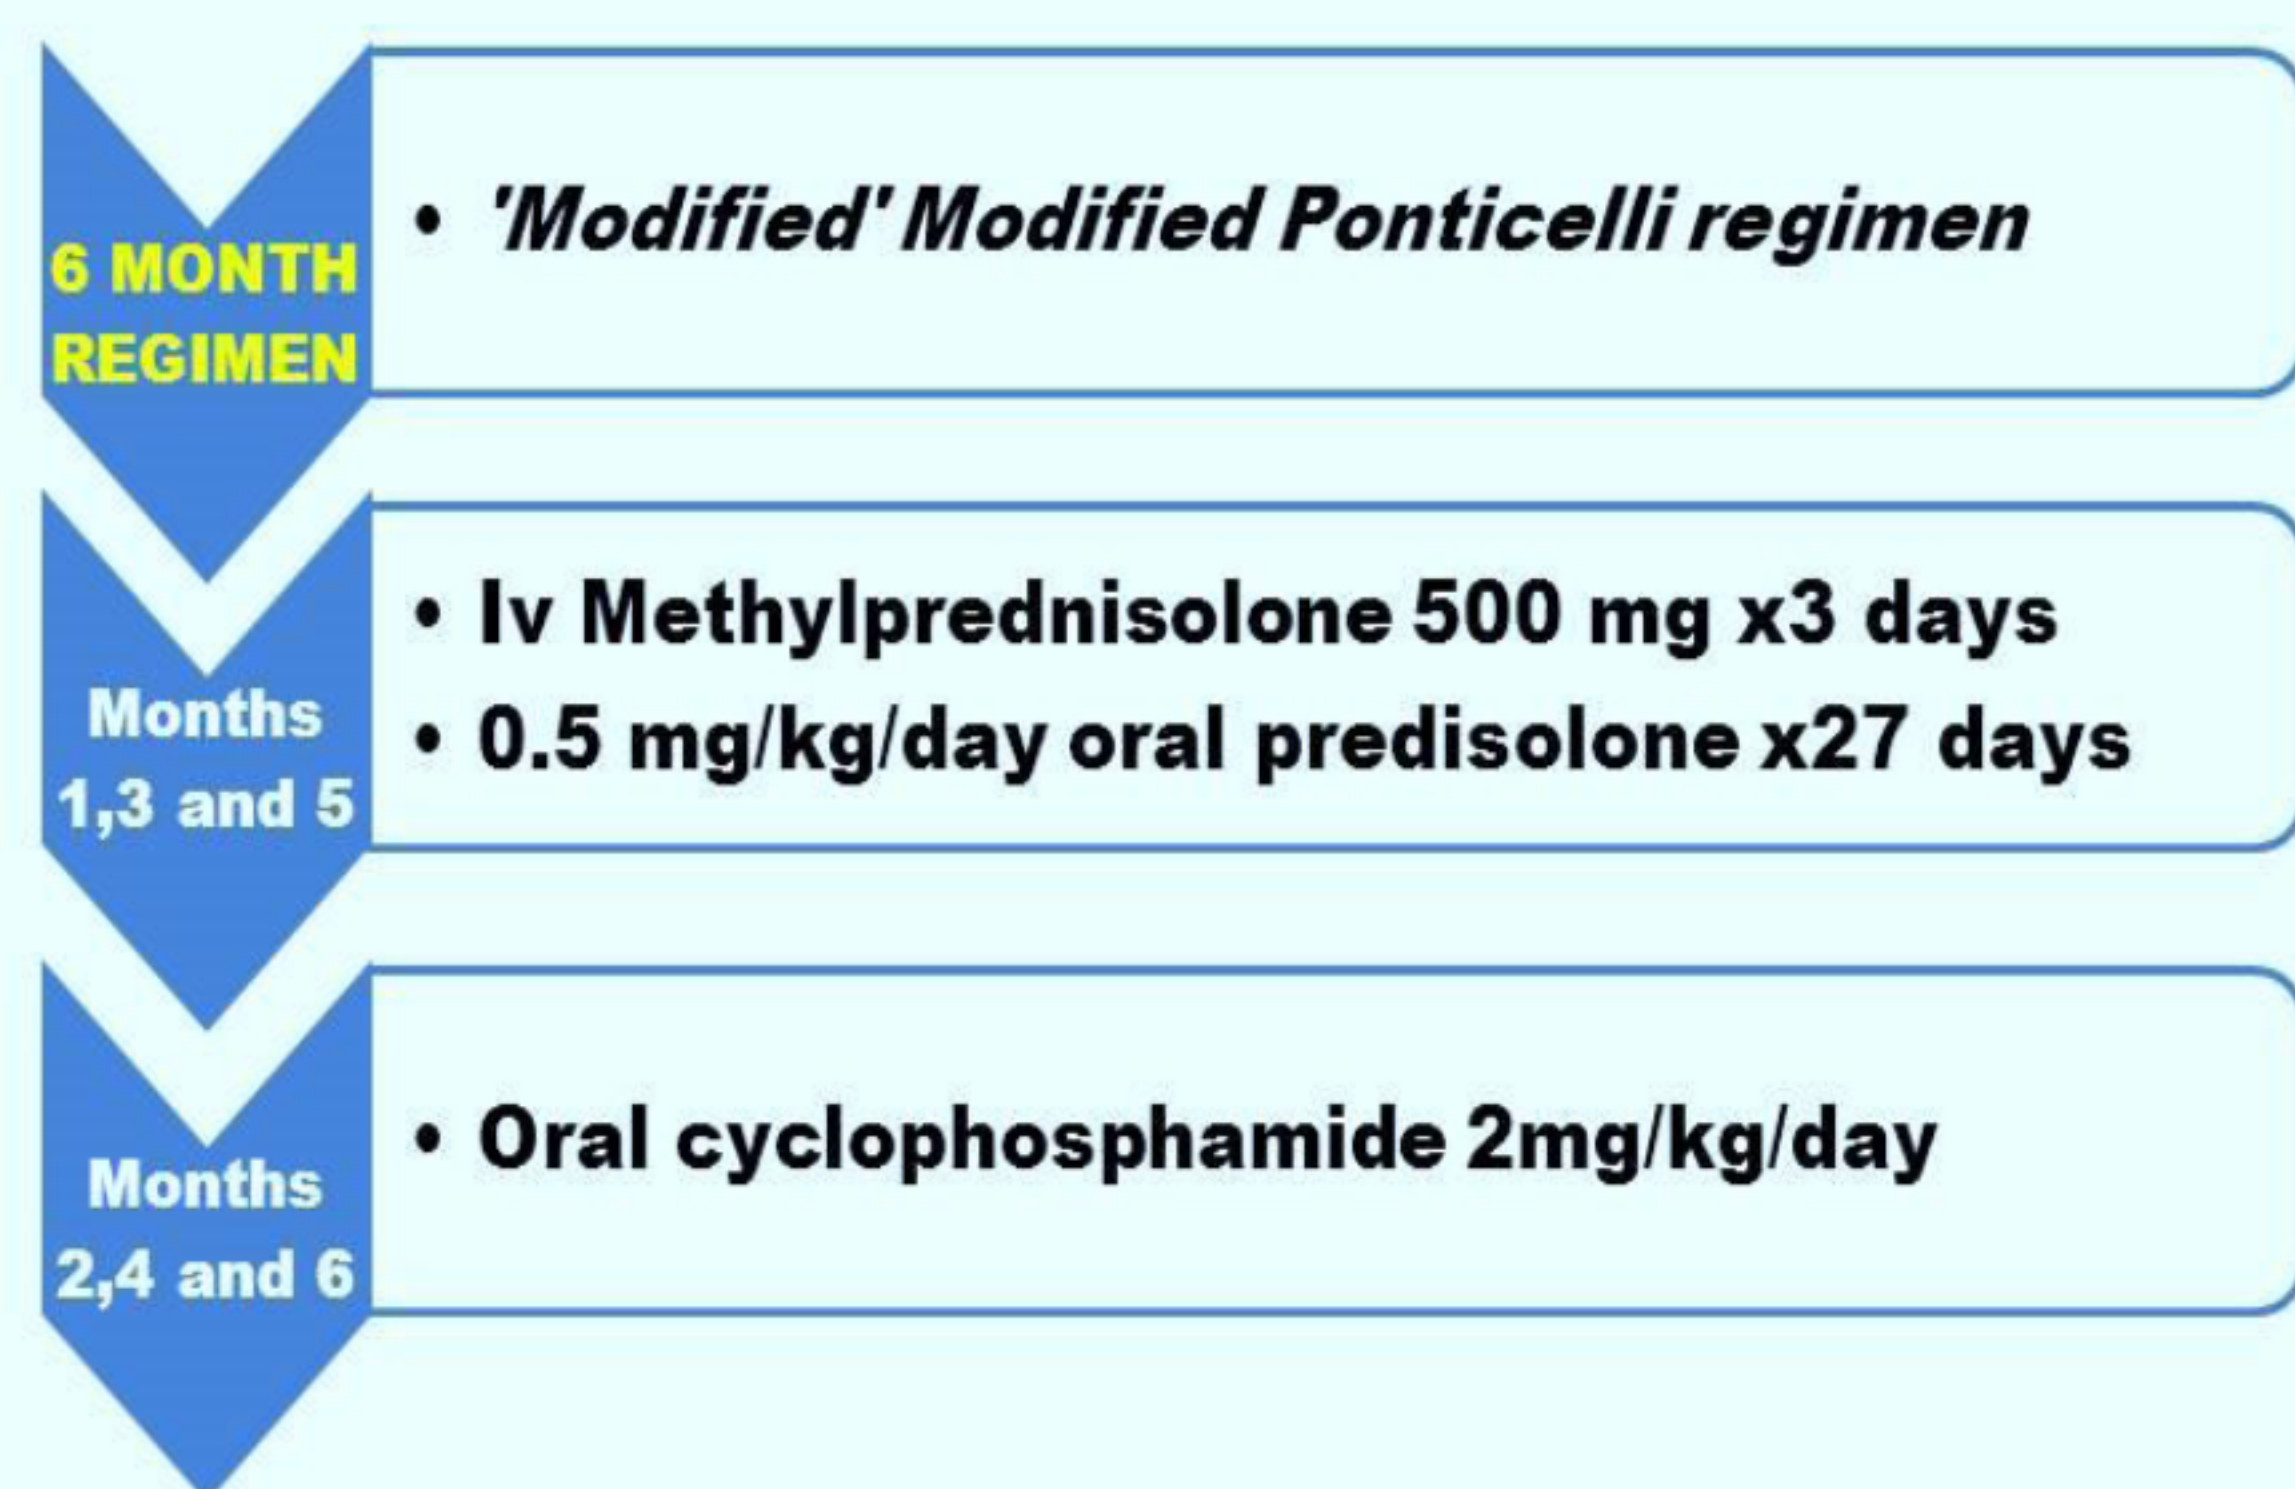 6 MONTH
REGIMEN
• 'Modified' Modified Ponticelli regimen
Months
1,3 and 5
• Iv Methylprednisolone 500 mg x3 days
• 0.5 mg/kg/day oral predisolone x27 days
Months
2,4 and 6
• Oral cyclophosphamide 2mg/kg/day